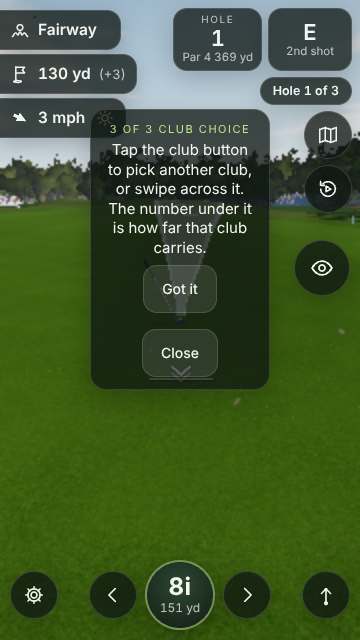 Fairway
130 yd (+3)
3 mph
HOLE
1
Par 4 369 yd
E
2nd shot
Hole 1 of 3
3 OF 3 CLUB CHOICE
Tap the club button
to pick another club,
or swipe across it.
The number under it
is how far that club
carries.
Got it
Close
8i
151 yd